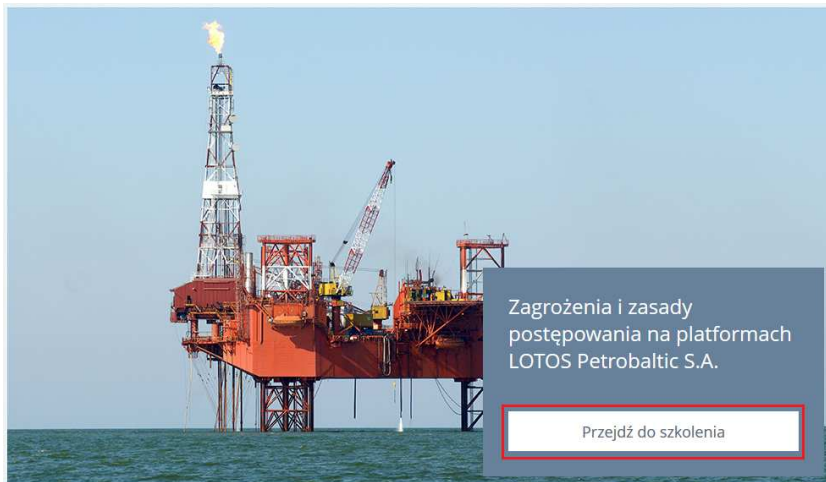 Zagrożenia i zasady
postępowania na platformach
LOTOS Petrobaltic S.A.
Przejdź do szkolenia